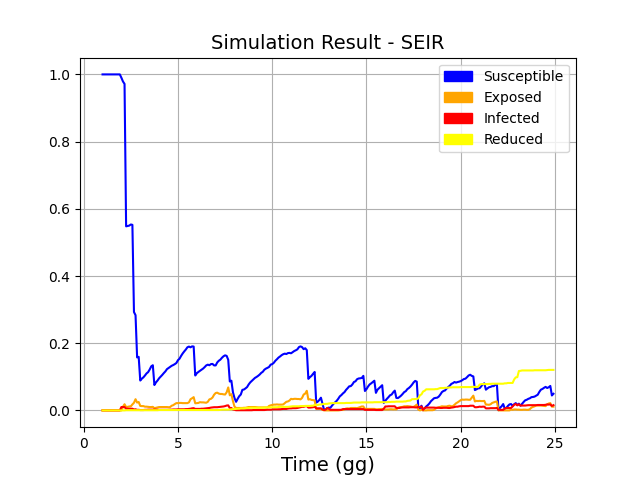 Simulation Result - SEIR
1.0
0.8
0.6
0.4
0.2
0.0
Susceptible
Exposed
Infected
Reduced
0 5 10 15 20 25
Time (gg)